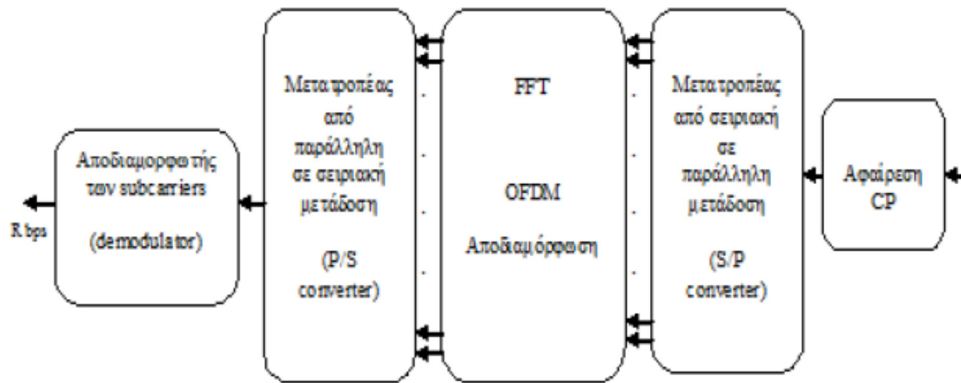 Αποδιαμορφωτής
των subcarriers
(demodulator)
R bps
Μετατροπέας
από
παράλληλη
σε σειριακή
μετάδοση
(P/S
converter)
FFT
OFDM
Αποδιαμόρφωση
Μετατροπέας
από σειριακή
σε
παράλληλη
μετάδοση
(S/P
converter)
Αφαίρεση
CP